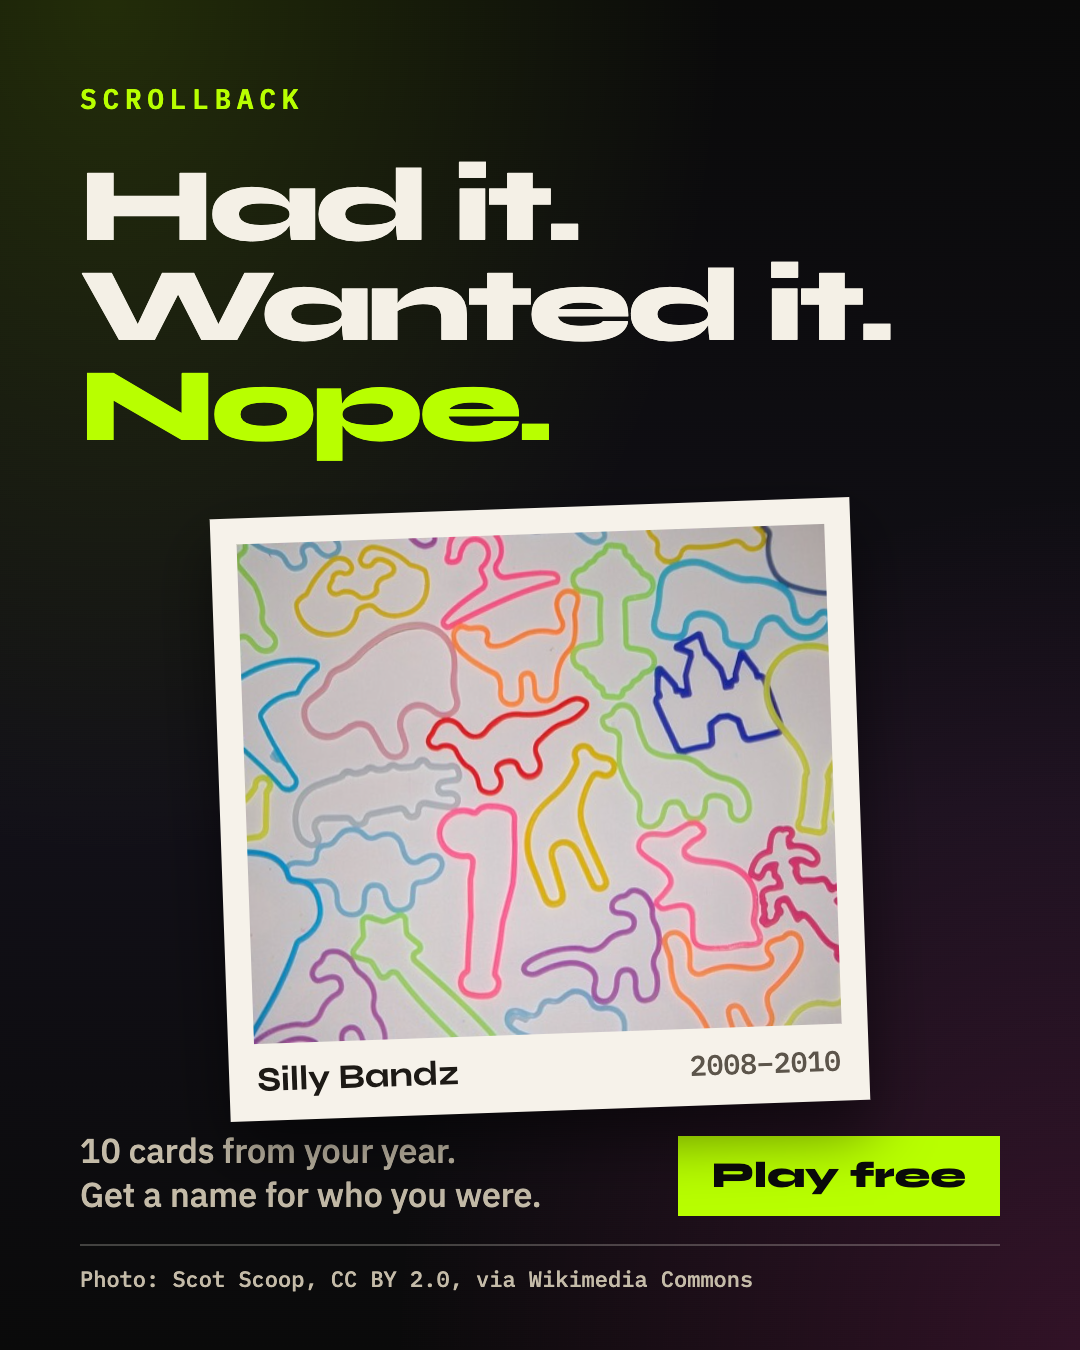 SCROLLBACK
Had it.
Wanted it.
Nope.
Silly Bandz
2008–2010
10 cards from your year.
Get a name for who you were.
Play free
Photo: Scot Scoop, CC BY 2.0, via Wikimedia Commons